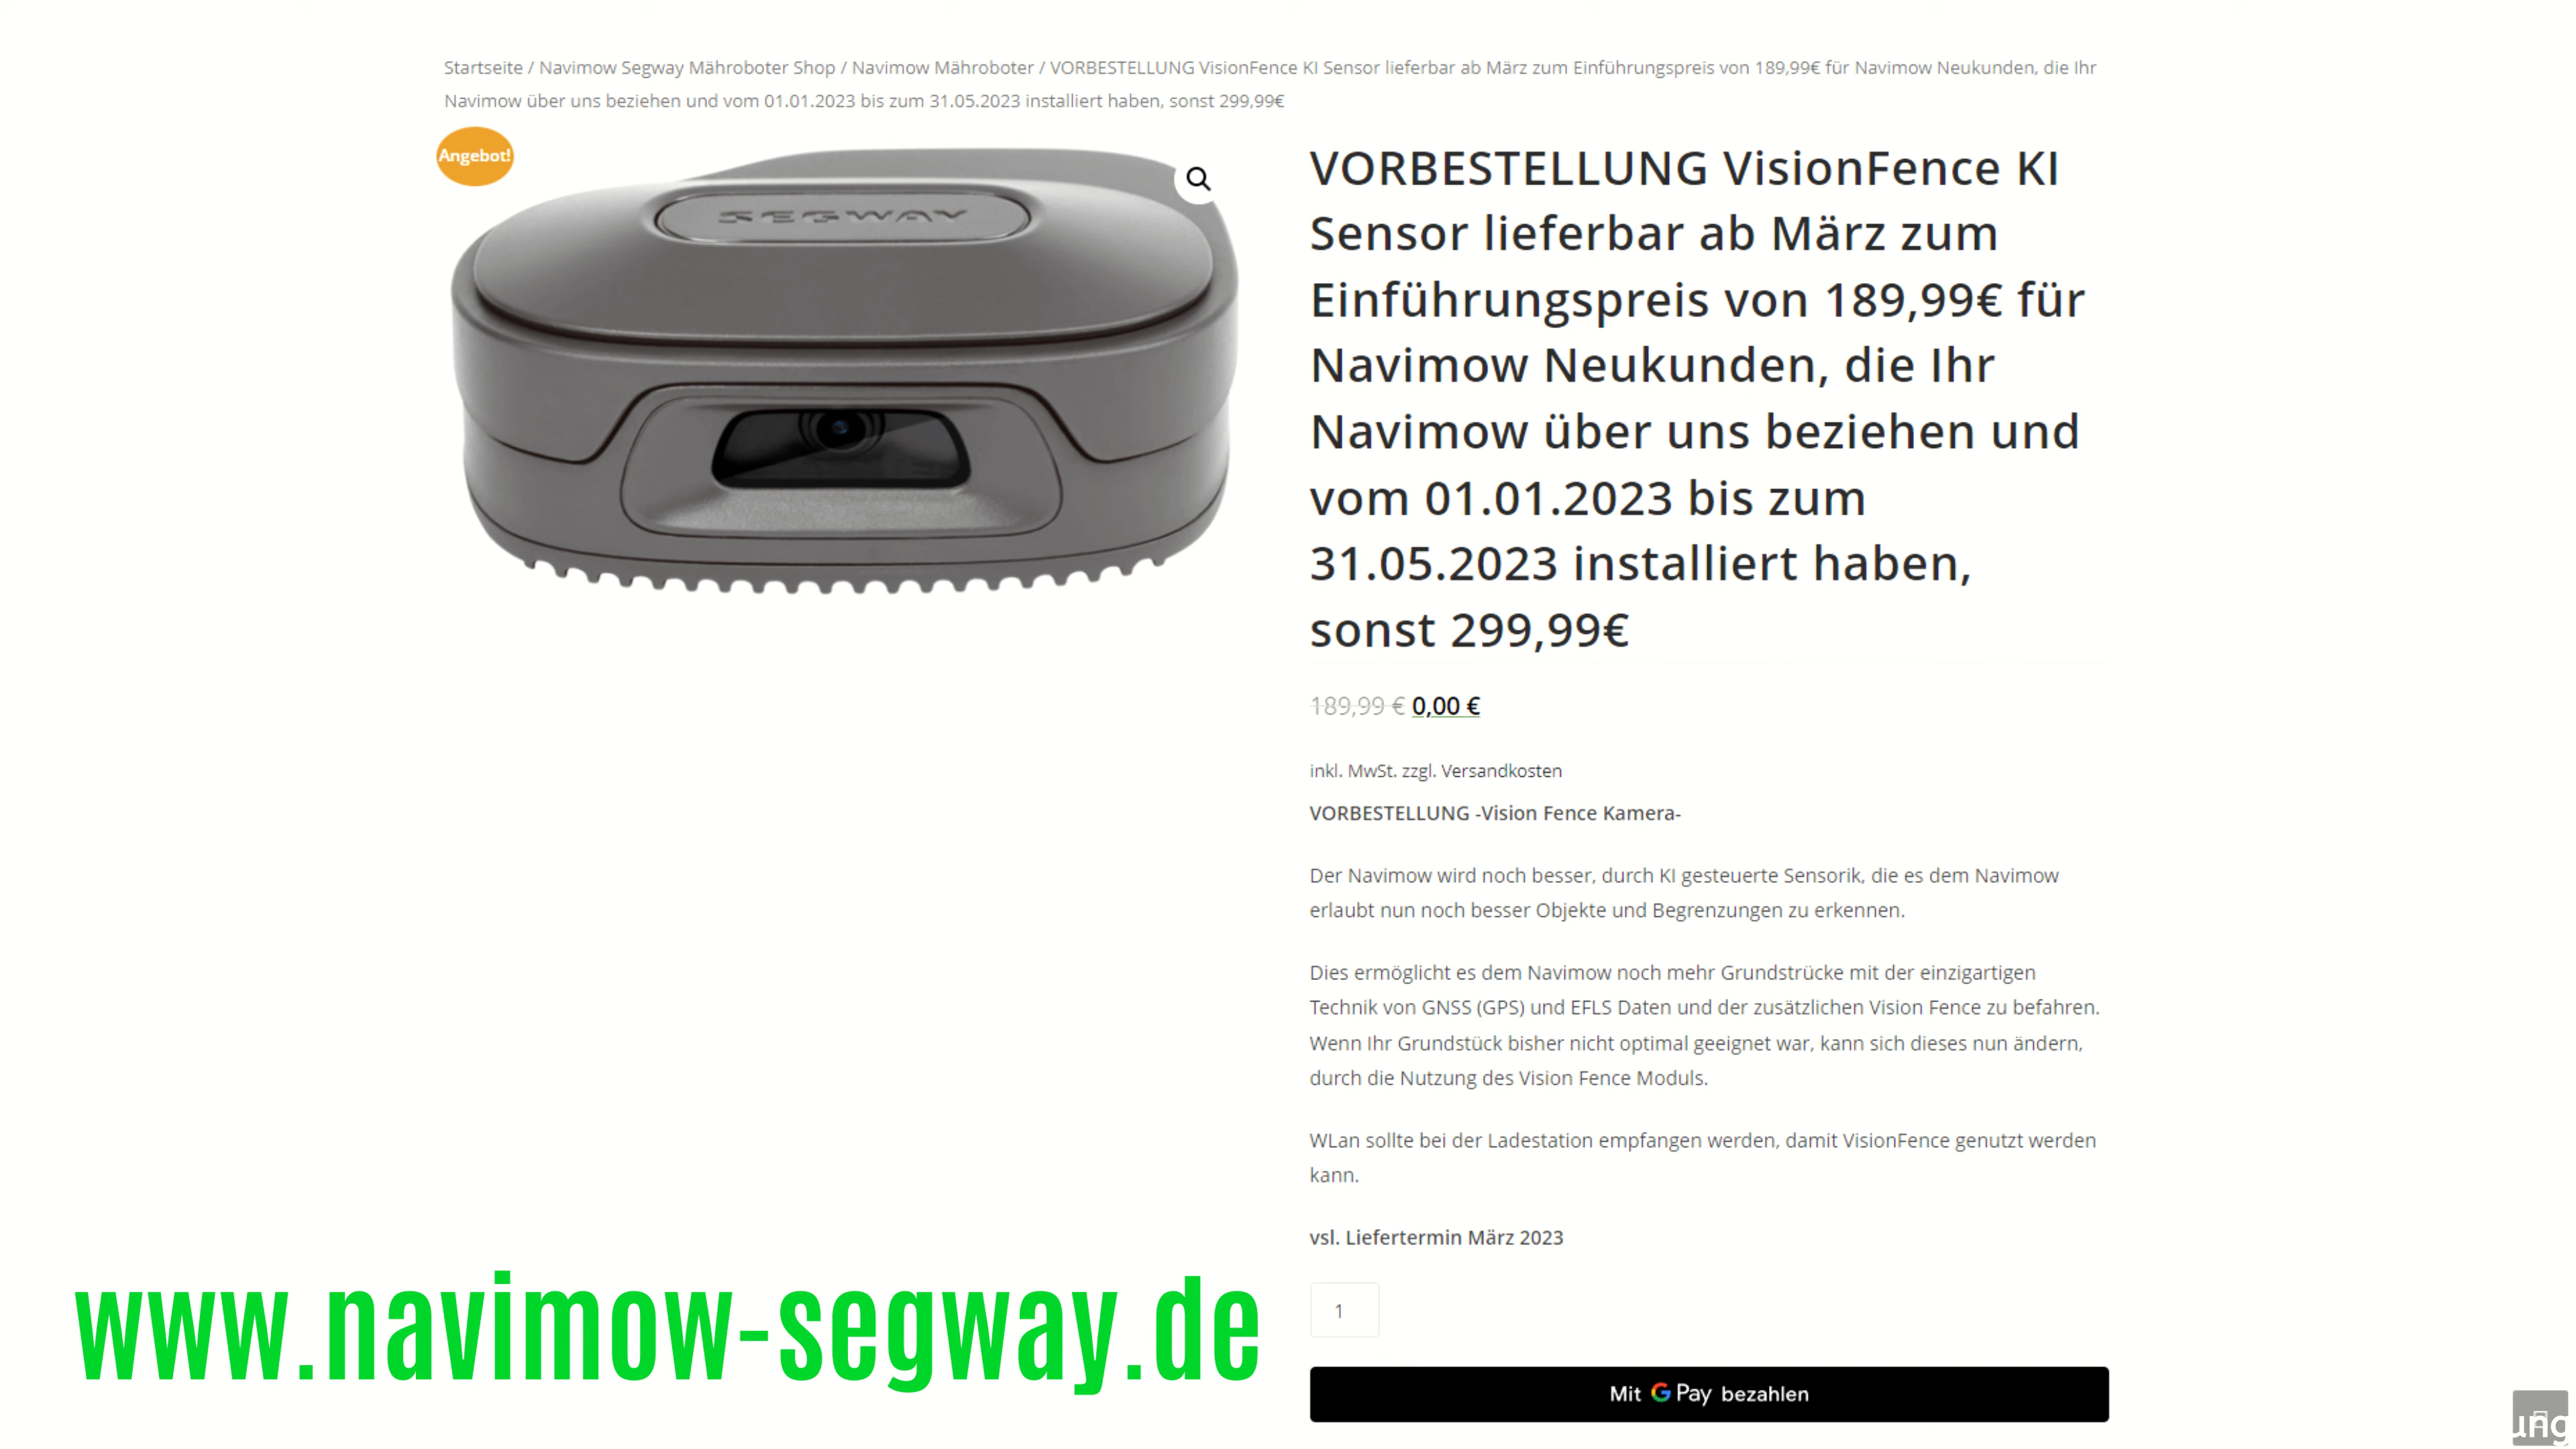 Startseite / Navimow Segway Mähroboter Shop / Navimow Mähroboter / VORBESTELLUNG VisionFence KI Sensor lieferbar ab März zum Einführungspreis von 189,99€ für Navimow Neukunden, die Ihr
Navimow über uns beziehen und vom 01.01.2023 bis zum 31.05.2023 installiert haben, sonst 299,99€
Angebot!
SEGWAY
VORBESTELLUNG VisionFence KI
Sensor lieferbar ab März zum
Einführungspreis von 189,99€ für
Navimow Neukunden, die Ihr
Navimow über uns beziehen und
vom 01.01.2023 bis zum
31.05.2023 installiert haben,
sonst 299,99€
189,99 € 0,00 €
inkl. MwSt. zzgl. Versandkosten
VORBESTELLUNG -Vision Fence Kamera-
Der Navimow wird noch besser, durch KI gesteuerte Sensorik, die es dem Navimow
erlaubt nun noch besser Objekte und Begrenzungen zu erkennen.
Dies ermöglicht es dem Navimow noch mehr Grundstrücke mit der einzigartigen
Technik von GNSS (GPS) und EFLS Daten und der zusätzlichen Vision Fence zu befahren.
Wenn Ihr Grundstück bisher nicht optimal geeignet war, kann sich dieses nun ändern,
durch die Nutzung des Vision Fence Moduls.
WLan sollte bei der Ladestation empfangen werden, damit VisionFence genutzt werden
kann.
vsl. Liefertermin März 2023
1
Mit G Pay bezahlen
www.navimow-segway.de